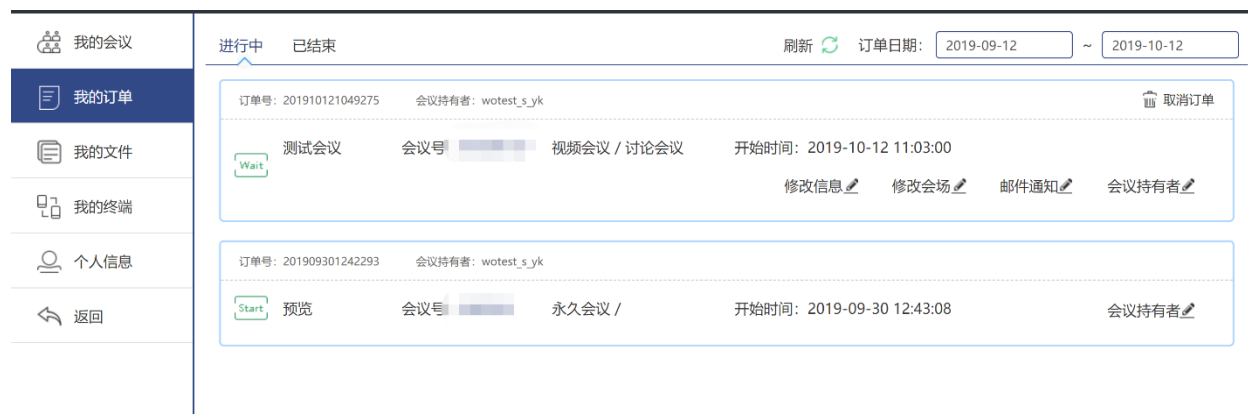 我的会议
我的订单
我的文件
我的终端
个人信息
返回
进行中 已结束 刷新 订单日期： 2019-09-12 ~ 2019-10-12
订单号：201910121049275 会议持有者：wotest_s_yk 取消订单
Wait 测试会议 会议号 视频会议 / 讨论会议 开始时间：2019-10-12 11:03:00
修改信息 修改会场 邮件通知 会议持有者
订单号：201909301242293 会议持有者：wotest_s_yk
Start 预览 会议号 永久会议 / 开始时间：2019-09-30 12:43:08 会议持有者